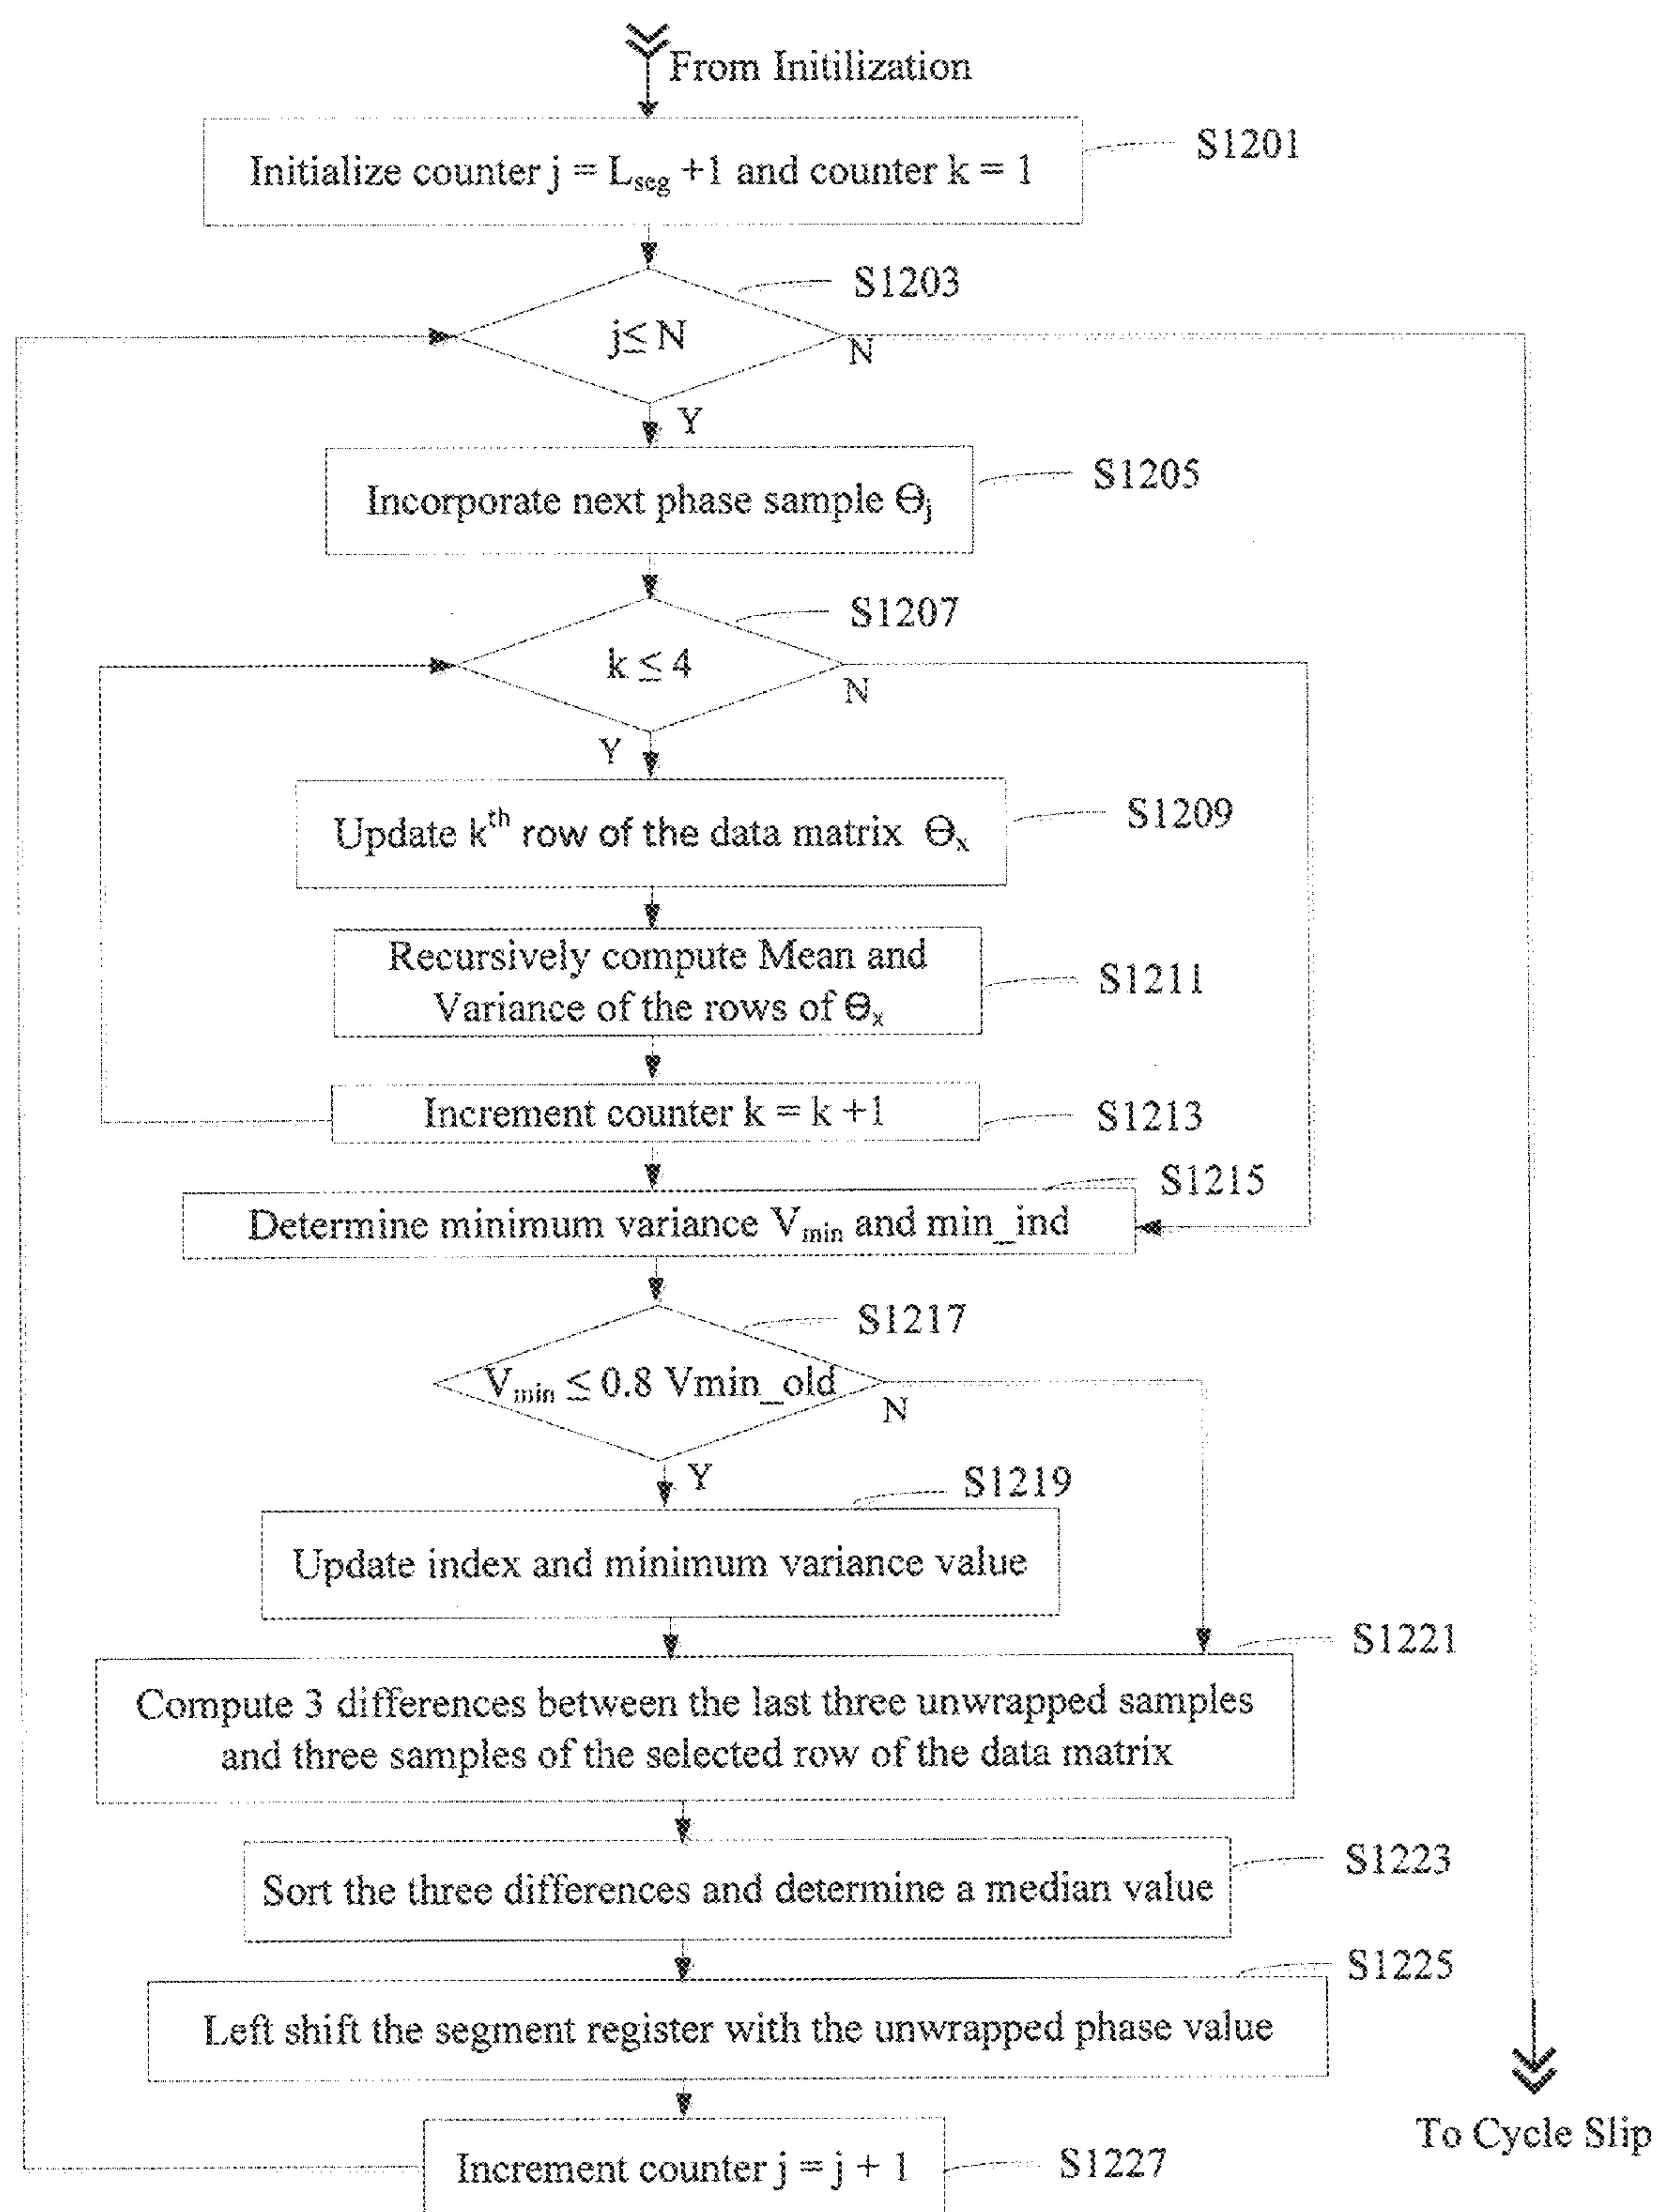 From Initilization
Initialize counter j = Lseg +1 and counter k = 1
S1201
S1203
j≤ N
N
Y
Incorporate next phase sample Θj
S1205
S1207
k ≤ 4
N
Y
Update kth row of the data matrix Θx
S1209
Recursively compute Mean and
Variance of the rows of Θx
S1211
Increment counter k = k +1
S1213
S1215
Determine minimum variance Vmin and min_ind
S1217
Vmin ≤ 0.8 Vmin_old
N
Y
S1219
Update index and minimum variance value
S1221
Compute 3 differences between the last three unwrapped samples
and three samples of the selected row of the data matrix
S1223
Sort the three differences and determine a median value
S1225
Left shift the segment register with the unwrapped phase value
To Cycle Slip
Increment counter j = j + 1
S1227